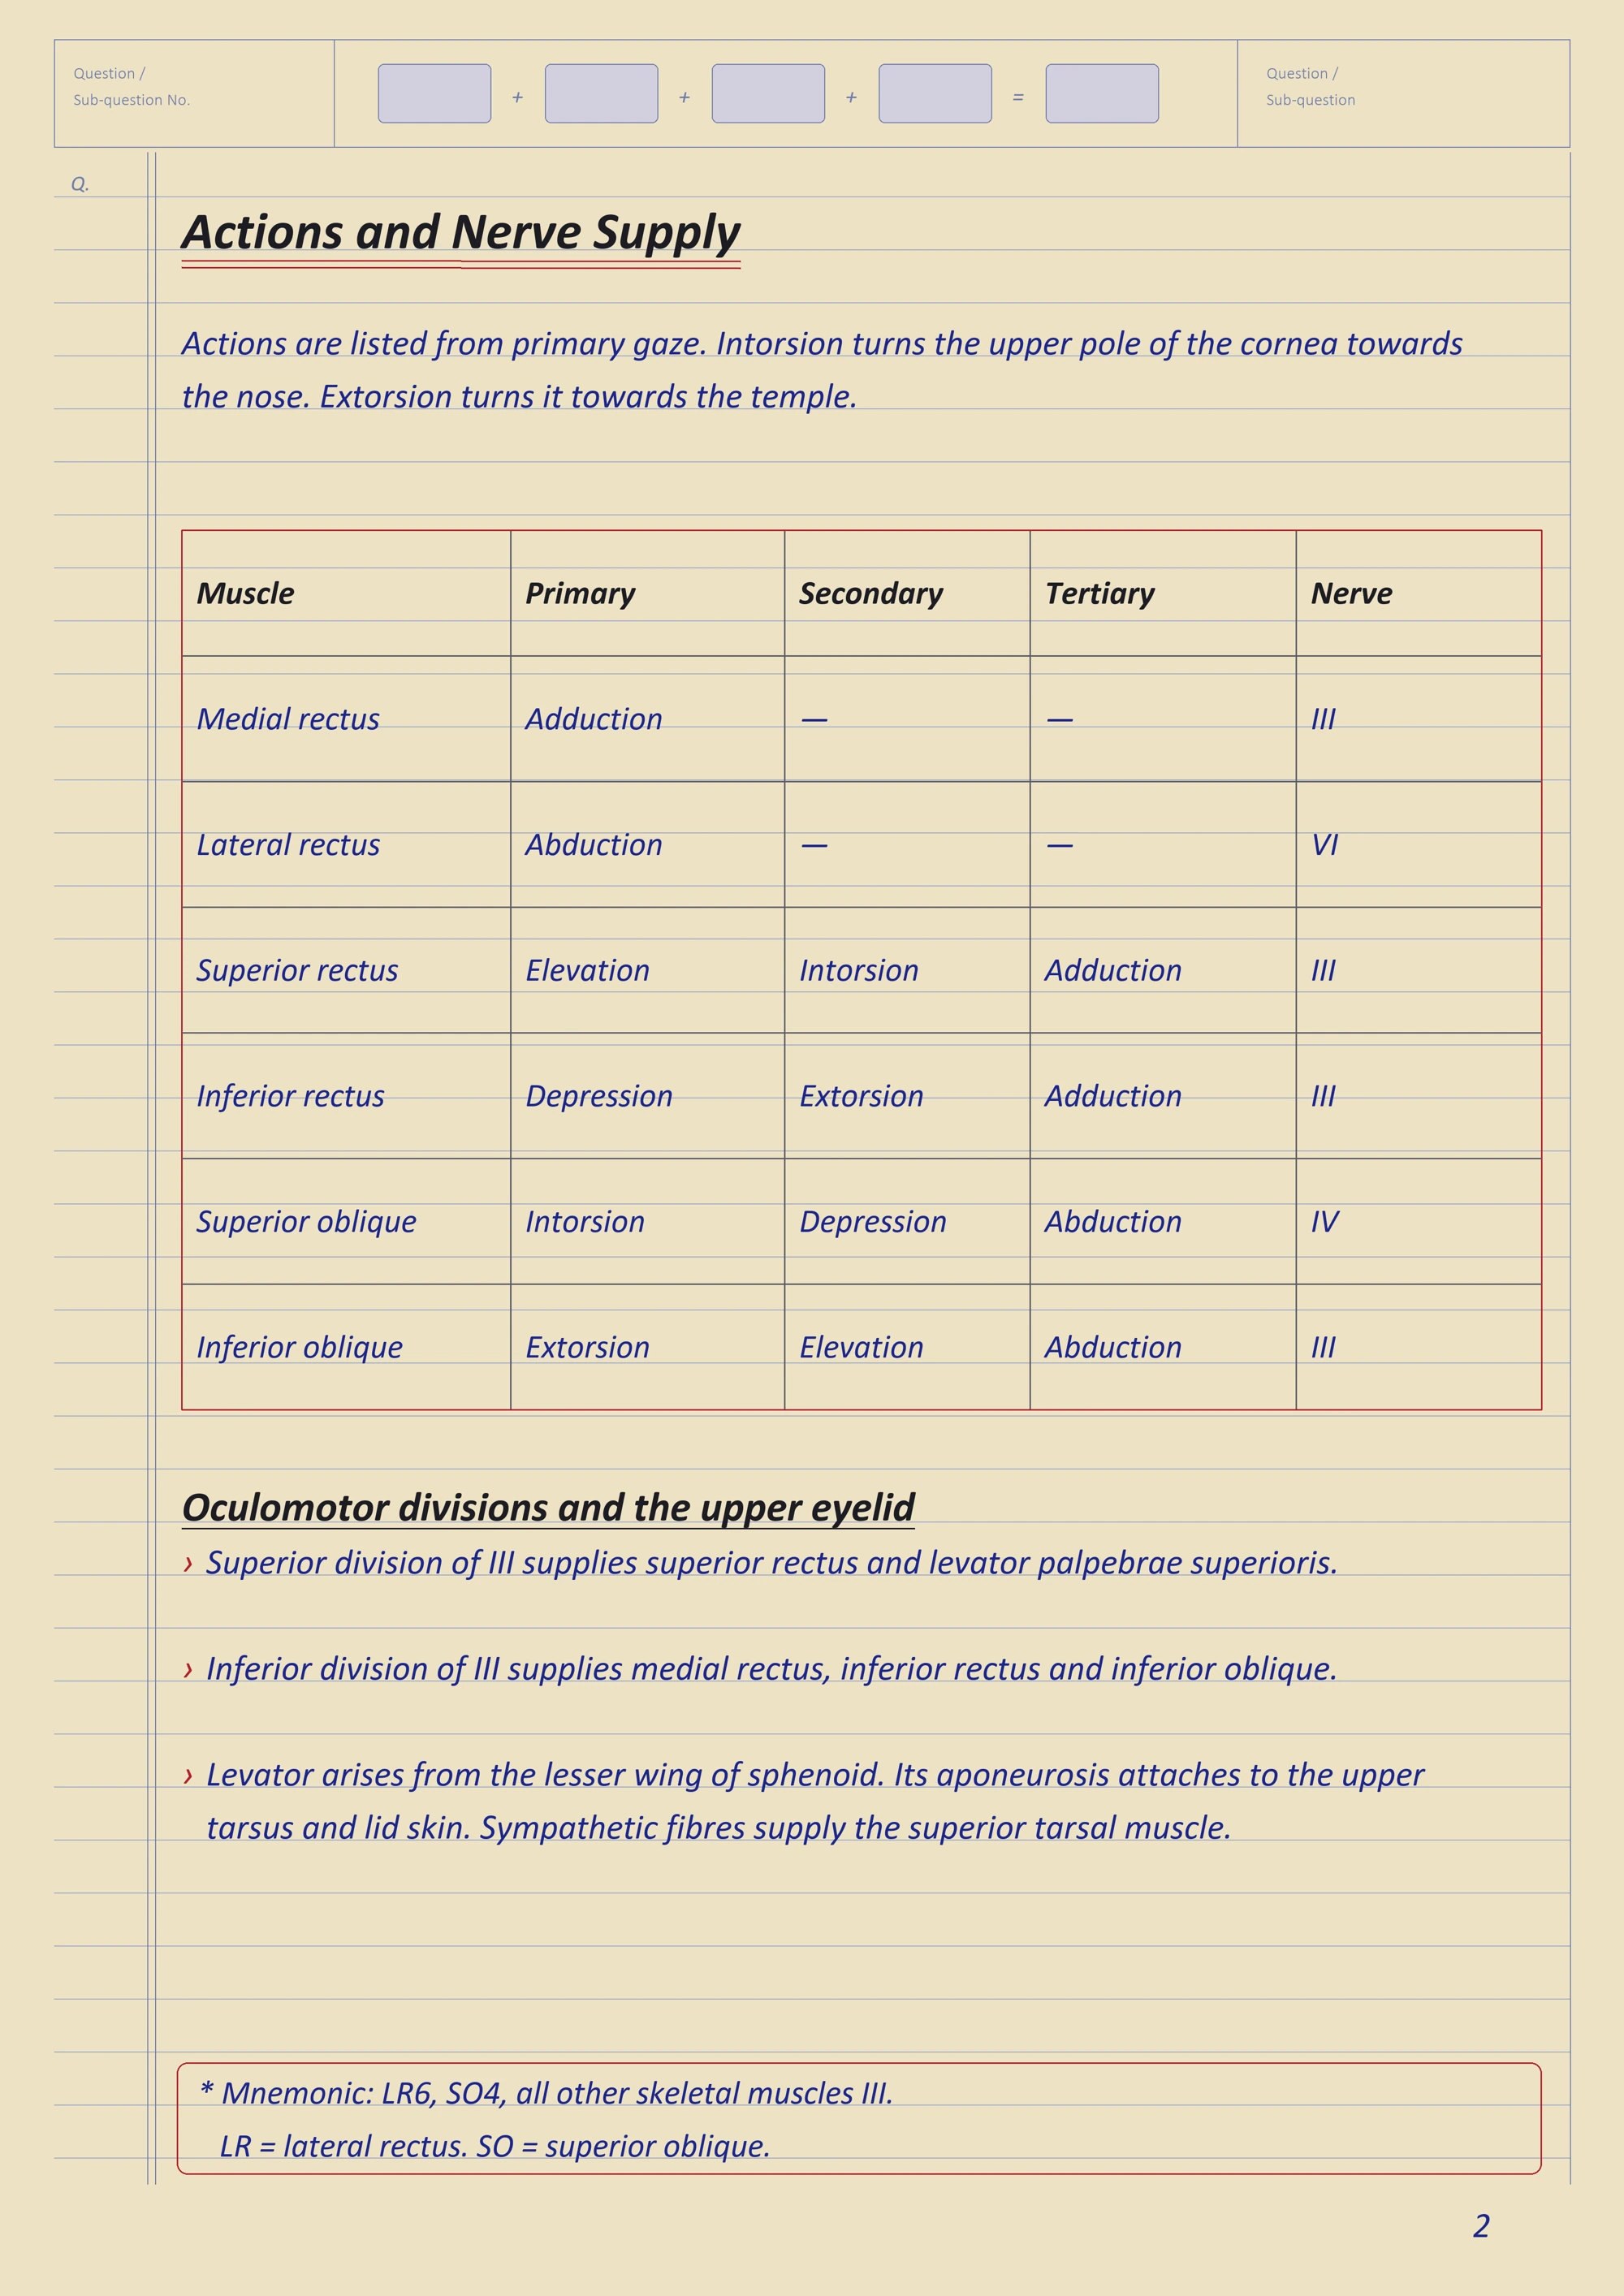 Question /
Sub-question No.
+ + + =
Question /
Sub-question
Q.
Actions and Nerve Supply
Actions are listed from primary gaze. Intorsion turns the upper pole of the cornea towards
the nose. Extorsion turns it towards the temple.
Muscle Primary Secondary Tertiary Nerve
Medial rectus Adduction — — III
Lateral rectus Abduction — — VI
Superior rectus Elevation Intorsion Adduction III
Inferior rectus Depression Extorsion Adduction III
Superior oblique Intorsion Depression Abduction IV
Inferior oblique Extorsion Elevation Abduction III
Oculomotor divisions and the upper eyelid
› Superior division of III supplies superior rectus and levator palpebrae superioris.
› Inferior division of III supplies medial rectus, inferior rectus and inferior oblique.
› Levator arises from the lesser wing of sphenoid. Its aponeurosis attaches to the upper
tarsus and lid skin. Sympathetic fibres supply the superior tarsal muscle.
* Mnemonic: LR6, SO4, all other skeletal muscles III.
LR = lateral rectus. SO = superior oblique.
2